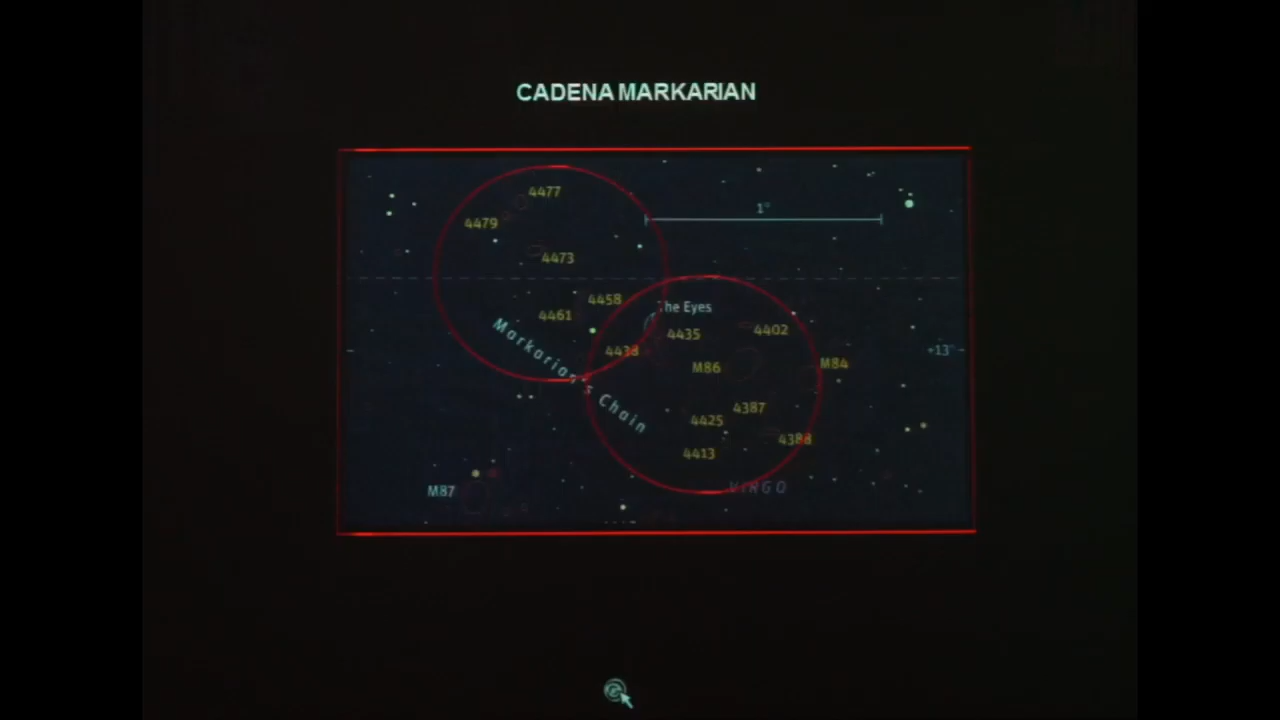 CADENA MARKARIAN
4477
4479
1°
4473
4458
The Eyes
4461
4435
4402
Markarian's Chain
4438
+13°
M86
M84
4387
4425
4388
4413
M87
VIRGO